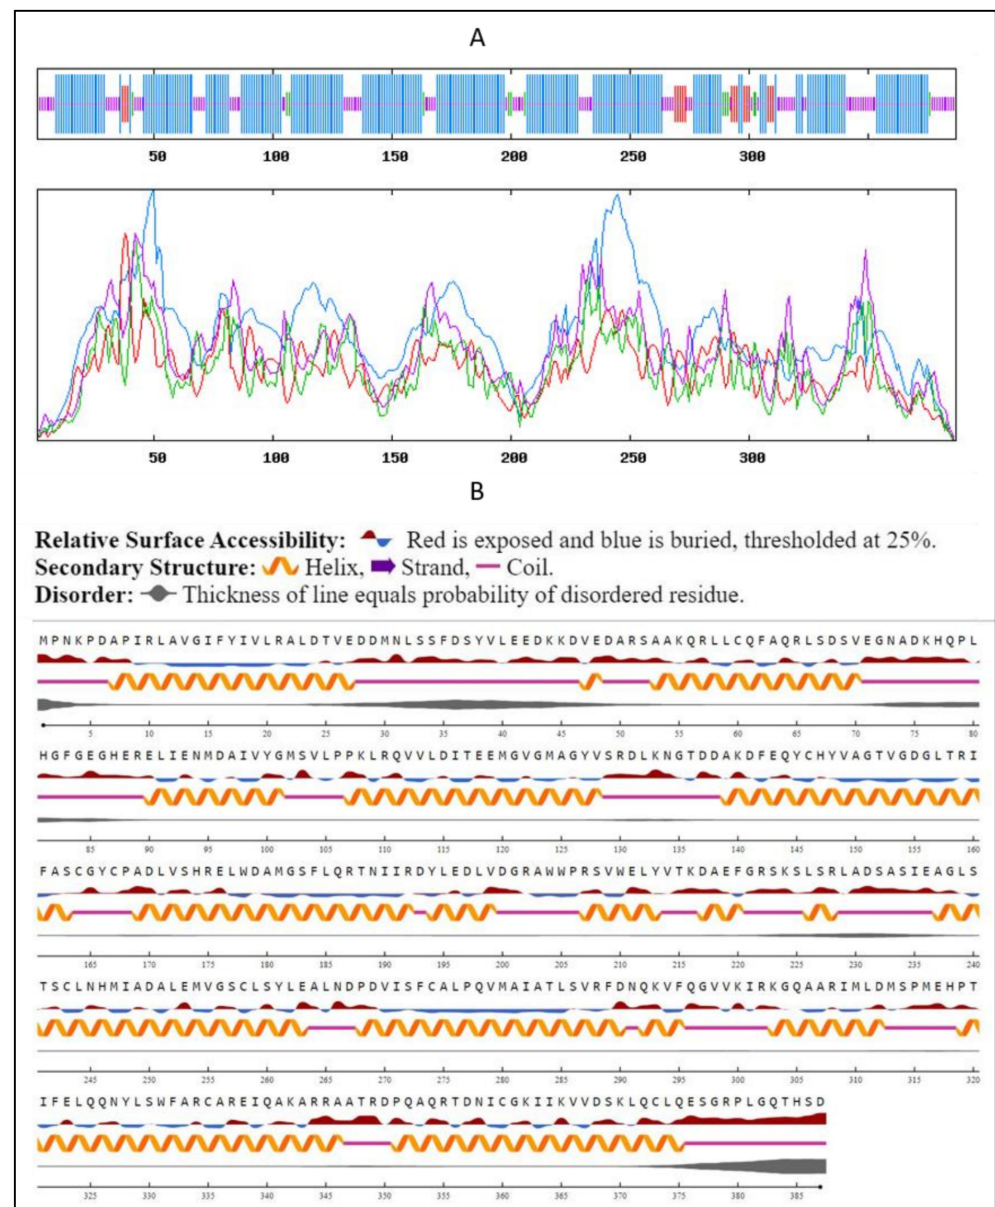 A
50 100 150 200 250 300
50 100 150 200 250 300
B
Relative Surface Accessibility: Red is exposed and blue is buried, thresholded at 25%.
Secondary Structure: Helix, Strand, Coil.
Disorder: Thickness of line equals probability of disordered residue.
MPNKPDAPIRLAVGIFYIVLRALDTVEDDMNLSSFDSYVLEEDKKDVEDARSAAKQRLLCQFAQRLSDSVEGNADKHQPL
5 10 15 20 25 30 35 40 45 50 55 60 65 70 75 80
HGFGEGHERELIENMDAIVYGMSVLPPKLRQVVLDITEEMGVGMAGYVSRDLKNGTDDAKDFEQYCHYVAGTVGDGLTRI
85 90 95 100 105 110 115 120 125 130 135 140 145 150 155 160
FASCGYCPADLVSHRELWDAMGSFLQRTNIIRDYLEDLVDGRAWWPRSVWELYVTKDAEFGRSKSLSRLADSASIEAGLS
165 170 175 180 185 190 195 200 205 210 215 220 225 230 235 240
TSCLNHMIADALEMVGSCLSYLEALNDPDVISFCALPQVMAIATLSVRFDNQKVFQGVVKIRKGQAARIMLDMSPMEHPT
245 250 255 260 265 270 275 280 285 290 295 300 305 310 315 320
IFELQQNYLSWFARCAREIQAKARRAATRDPQAQRTDNICGKIIKVVDSKLQCLQESGRPLGQTHSD
325 330 335 340 345 350 355 360 365 370 375 380 385